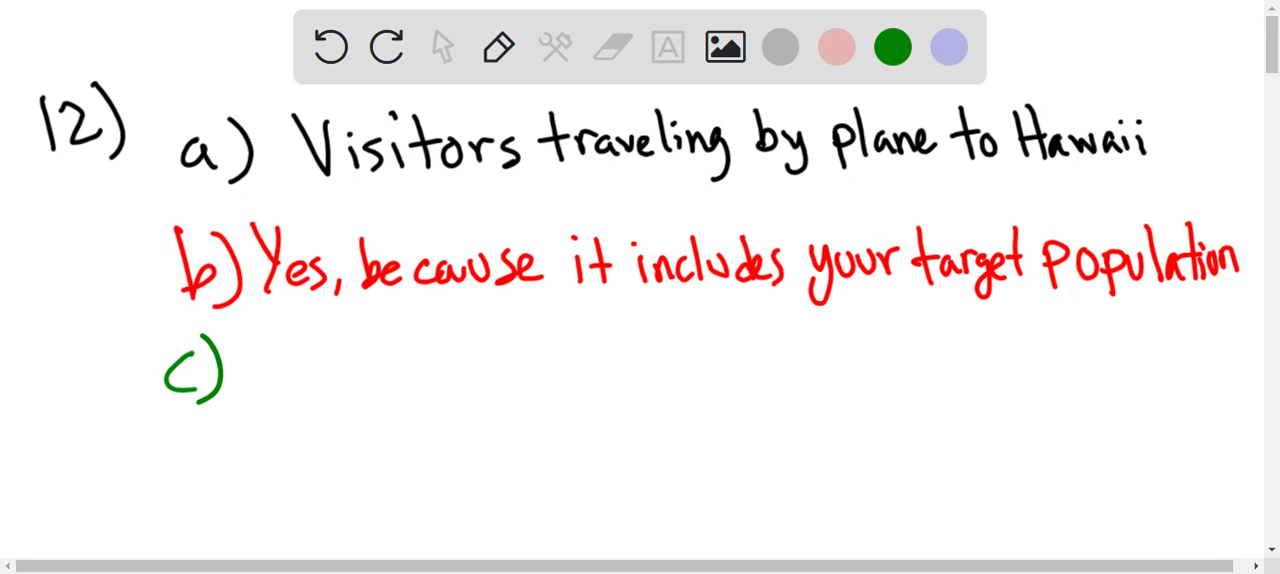 12) a) Visitors traveling by plane to Hawaii
b) Yes, because it includes your target population
c)